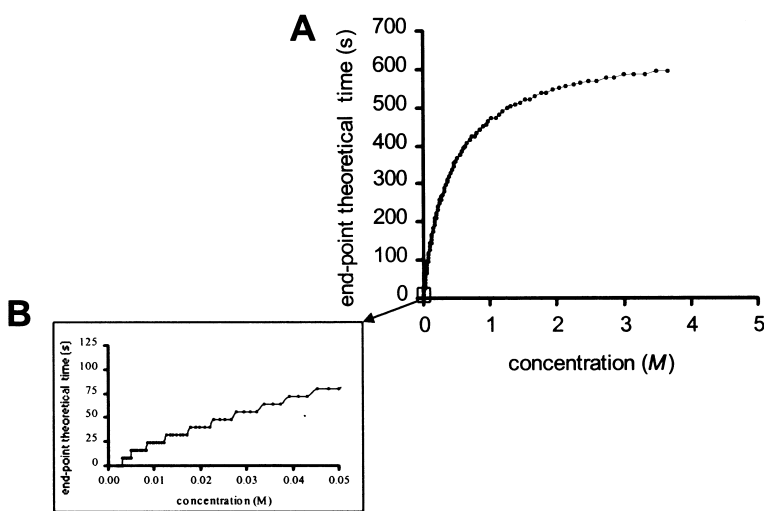 A
end-point theoretical time (s)
700
600
500
400
300
200
100
0
0 1 2 3 4 5
concentration (M)
B
end-point theoretical time (s)
125
100
75
50
25
0
0.00 0.01 0.02 0.03 0.04 0.05
concentration (M)